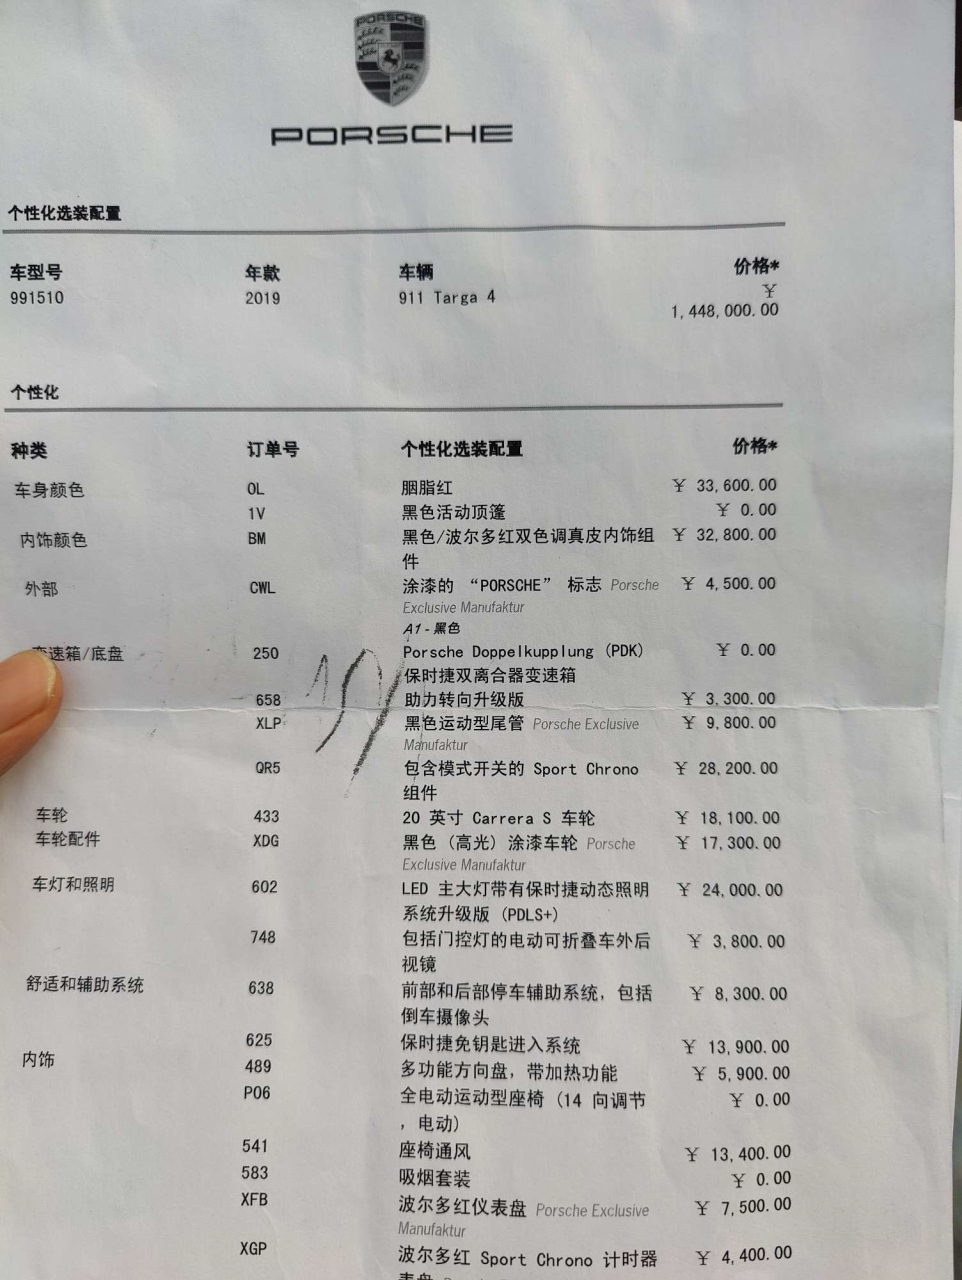 PORSCHE
PORSCHE
个性化选装配置
车型号 年款 车辆 价格*
991510 2019 911 Targa 4 ¥
1,448,000.00
个性化
种类 订单号 个性化选装配置 价格*
车身颜色 OL 胭脂红 ¥ 33,600.00
1V 黑色活动顶篷 ¥ 0.00
内饰颜色 BM 黑色/波尔多红双色调真皮内饰组 ¥ 32,800.00
件
外部 CWL 涂漆的 “PORSCHE” 标志 Porsche ¥ 4,500.00
Exclusive Manufaktur
A1 - 黑色
变速箱/底盘 250 Porsche Doppelkupplung (PDK) ¥ 0.00
保时捷双离合器变速箱
658 助力转向升级版 ¥ 3,300.00
XLP 黑色运动型尾管 Porsche Exclusive ¥ 9,800.00
Manufaktur
QR5 包含模式开关的 Sport Chrono ¥ 28,200.00
组件
车轮 433 20 英寸 Carrera S 车轮 ¥ 18,100.00
车轮配件 XDG 黑色 (高光) 涂漆车轮 Porsche ¥ 17,300.00
Exclusive Manufaktur
车灯和照明 602 LED 主大灯带有保时捷动态照明 ¥ 24,000.00
系统升级版 (PDLS+)
748 包括门控灯的电动可折叠车外后 ¥ 3,800.00
视镜
舒适和辅助系统 638 前部和后部停车辅助系统, 包括 ¥ 8,300.00
倒车摄像头
625 保时捷免钥匙进入系统 ¥ 13,900.00
内饰 489 多功能方向盘, 带加热功能 ¥ 5,900.00
P06 全电动运动型座椅 (14 向调节 ¥ 0.00
, 电动)
541 座椅通风 ¥ 13,400.00
583 吸烟套装 ¥ 0.00
XFB 波尔多红仪表盘 Porsche Exclusive ¥ 7,500.00
Manufaktur
XGP 波尔多红 Sport Chrono 计时器 ¥ 4,400.00
表盘